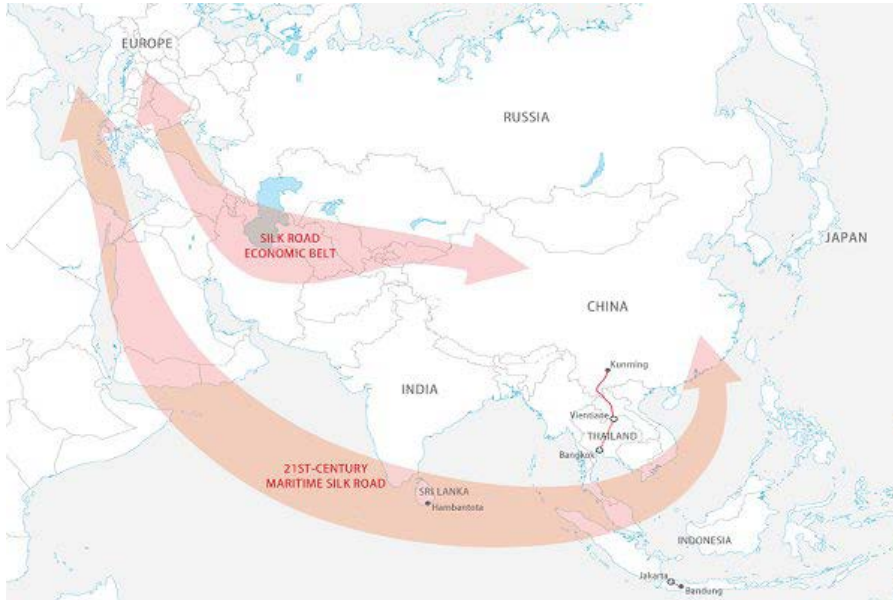 EUROPE
RUSSIA
JAPAN
SILK ROAD
ECONOMIC BELT
CHINA
Kunming
INDIA
Vientiane
THAILAND
Bangkok
21ST-CENTURY
MARITIME SILK ROAD
SRI LANKA
Hambantota
INDONESIA
Jakarta
Bandung